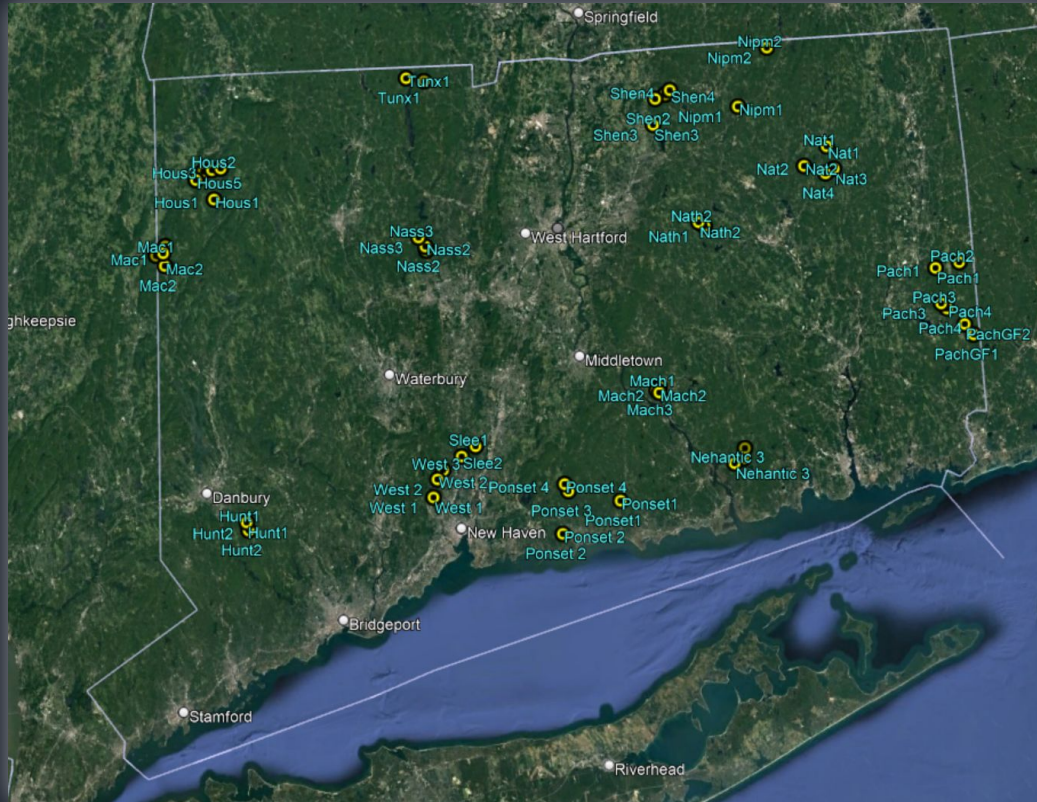 Springfield
Nipm2
Nipm2
Tunx1
Tunx1
Shen4
Shen4
Nipm1
Shen2
Nipm1
Shen3
Shen3
Nat1
Nat1
Hous2
Hous3
Hous5
Nat2
Nat2
Nat3
Nat4
Hous1
Hous1
Nath2
Nass3
West Hartford
Nath1
Nath2
Mac1
Nass3
Nass2
Mac1
Nass2
Pach2
Mac2
Pach1
Pach1
Mac2
Pach3
Pach3
Pach4
ghkeepsie
Pach4
PachGF2
PachGF1
Middletown
Waterbury
Mach1
Mach2
Mach2
Mach3
Slee1
West 3
Slee2
Nehantic 3
Nehantic 3
West 2
West 2
Ponset 4
Ponset 4
Danbury
West 1
West 1
Ponset 3
Ponset1
Hunt1
Ponset1
Hunt2
Hunt1
New Haven
Ponset 2
Hunt2
Ponset 2
Bridgeport
Stamford
Riverhead